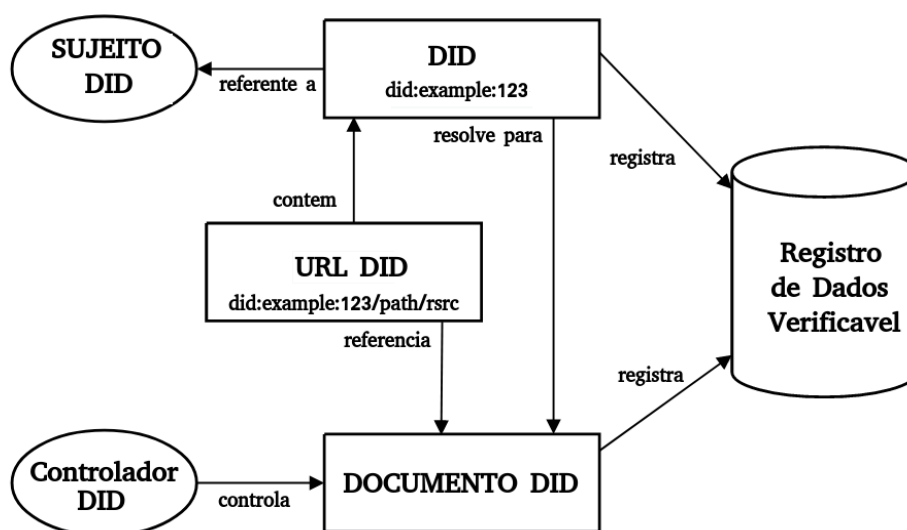 SUJEITO
DID
referente a
DID
did:example:123
resolve para
registra
contem
URL DID
did:example:123/path/rsrc
referencia
Registro
de Dados
Verificavel
registra
Controlador
DID
controla
DOCUMENTO DID